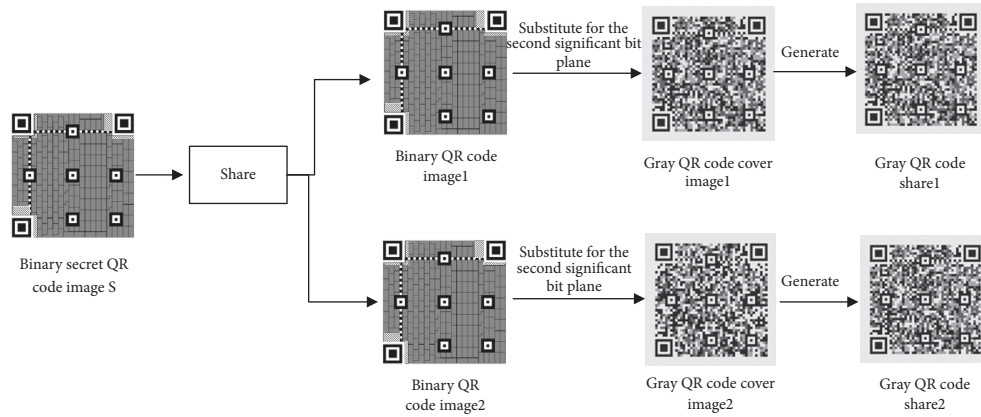 Binary secret QR
code image S
Share
Binary QR code
image1
Substitute for the
second significant bit
plane
Gray QR code cover
image1
Generate
Gray QR code
share1
Binary QR
code image2
Substitute for the
second significant
bit plane
Gray QR code cover
image2
Generate
Gray QR code
share2